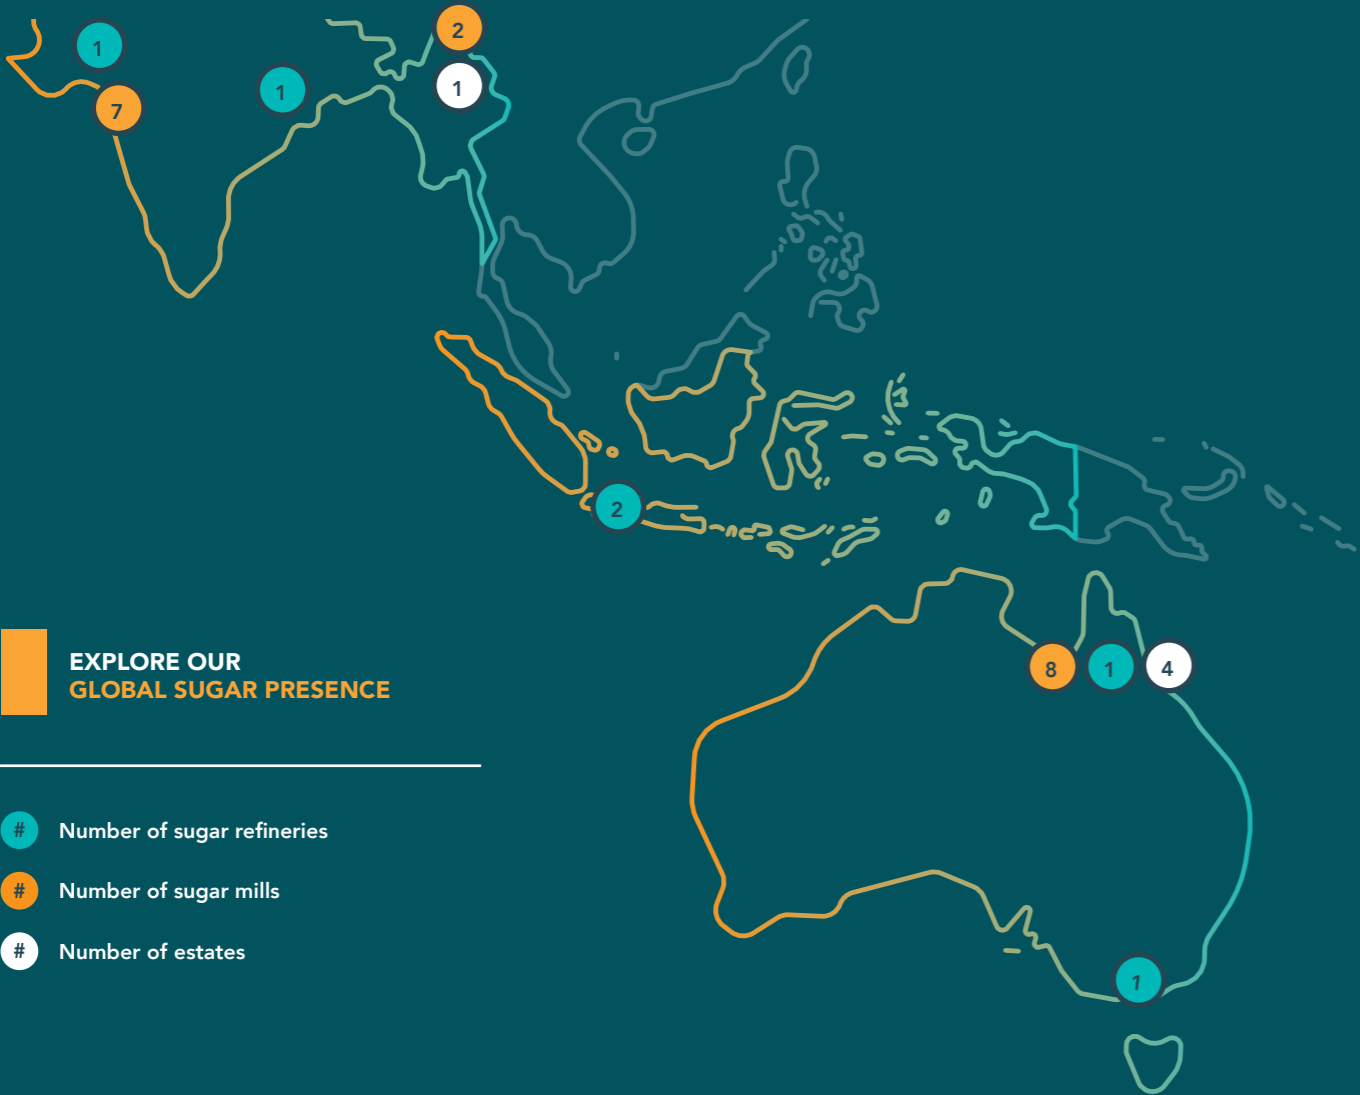 2
1
1
1
7
2
8
1
4
EXPLORE OUR
GLOBAL SUGAR PRESENCE
# Number of sugar refineries
# Number of sugar mills
# Number of estates
1